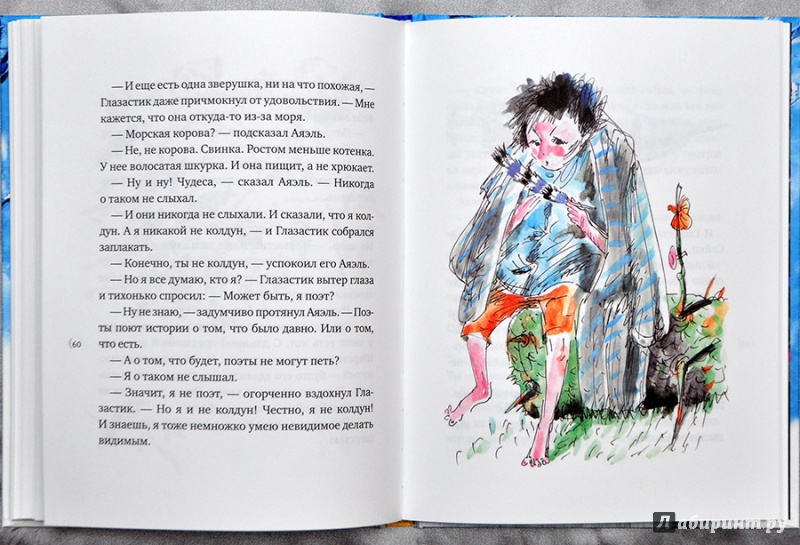 — И еще есть одна зверушка, ни на что похожая, —
Глазастик даже причмокнул от удовольствия. — Мне
кажется, что она откуда-то из-за моря.
— Морская корова? — подсказал Аяэль.
— Не, не корова. Свинка. Ростом меньше котенка.
У нее волосатая шкурка. И она пищит, а не хрюкает.
— Ну и ну! Чудеса, — сказал Аяэль. — Никогда
о таком не слыхал.
— И они никогда не слыхали. И сказали, что я кол-
дун. А я никакой не колдун, — и Глазастик собрался
заплакать.
— Конечно, ты не колдун, — успокоил его Аяэль.
— Но я все думаю, кто я? — Глазастик вытер глаза
и тихонько спросил: — Может быть, я поэт?
— Ну не знаю, — задумчиво протянул Аяэль. — Поэ-
ты поют истории о том, что было давно. Или о том,
что есть.
60
— А о том, что будет, поэты не могут петь?
— Я о таком не слышал.
— Значит, я не поэт, — огорченно вздохнул Гла-
застик. — Но я и не колдун! Честно, я не колдун!
И знаешь, я тоже немножко умею невидимое делать
видимым.
Лабиринт.ру